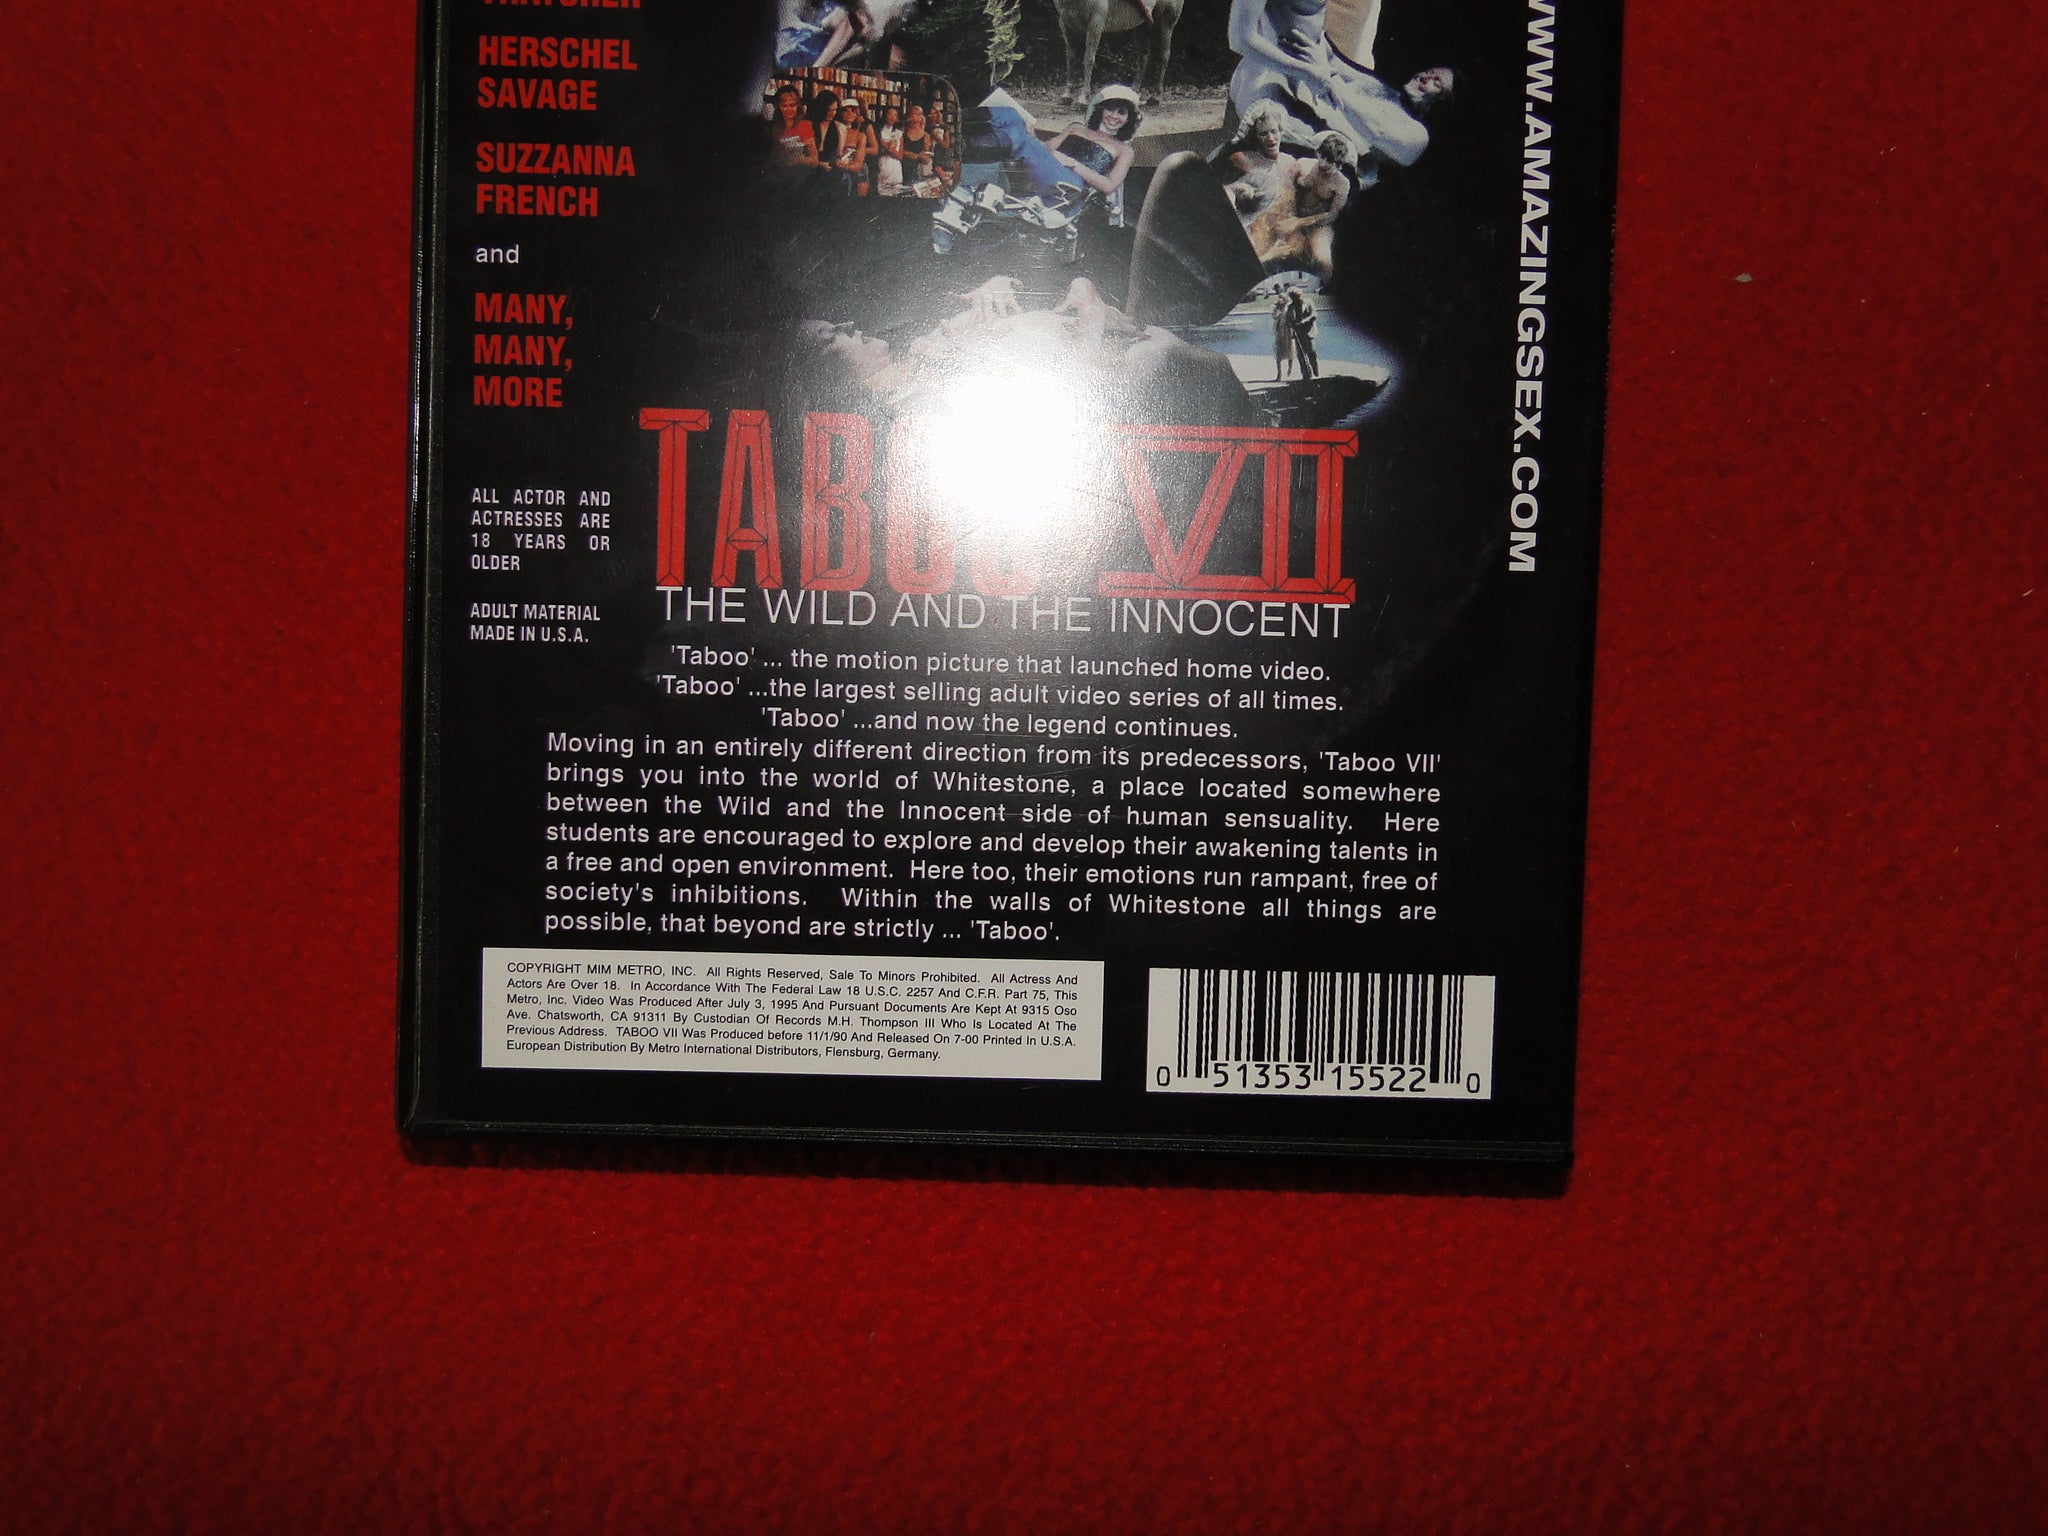 HERSCHEL
SAVAGE
SUZZANNA
FRENCH
and
MANY,
MANY,
MORE
ALL ACTOR AND
ACTRESSES ARE
18 YEARS OR
OLDER
ADULT MATERIAL
MADE IN U.S.A.
WWW.AMAZINGSEX.COM
TABOO VII
THE WILD AND THE INNOCENT
'Taboo' ... the motion picture that launched home video.
'Taboo' ...the largest selling adult video series of all times.
'Taboo' ...and now the legend continues.
Moving in an entirely different direction from its predecessors, 'Taboo VII'
brings you into the world of Whitestone, a place located somewhere
between the Wild and the Innocent side of human sensuality. Here
students are encouraged to explore and develop their awakening talents in
a free and open environment. Here too, their emotions run rampant, free of
society's inhibitions. Within the walls of Whitestone all things are
possible, that beyond are strictly ... 'Taboo'.
COPYRIGHT MIM METRO, INC. All Rights Reserved, Sale To Minors Prohibited. All Actress And
Actors Are Over 18. In Accordance With The Federal Law 18 U.S.C. 2257 And C.F.R. Part 75, This
Metro, Inc. Video Was Produced After July 3, 1995 And Pursuant Documents Are Kept At 9315 Oso
Ave. Chatsworth, CA 91311 By Custodian Of Records M.H. Thompson III Who Is Located At The
Previous Address. TABOO VII Was Produced before 11/1/90 And Released On 7-00 Printed In U.S.A.
European Distribution By Metro International Distributors, Flensburg, Germany.
0 51353 15522 0